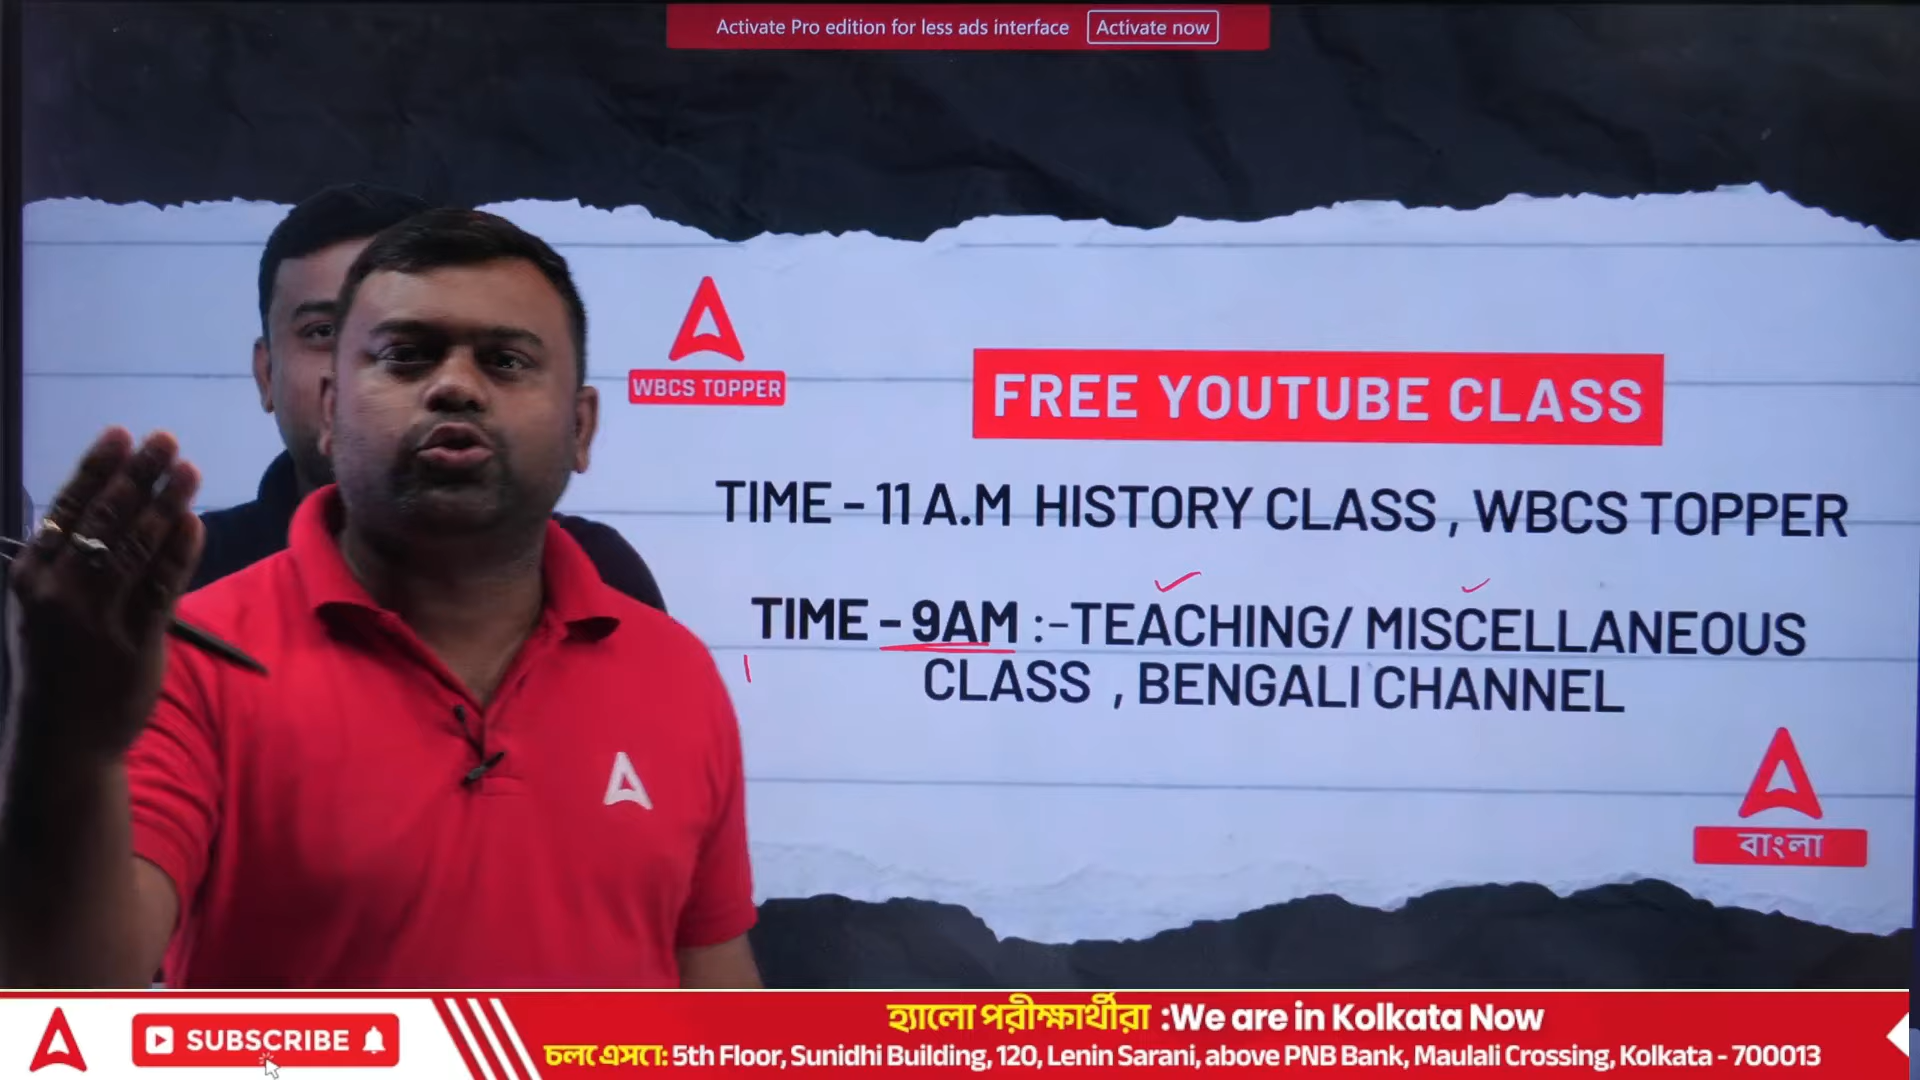 Activate Pro edition for less ads interface Activate now
WBCS TOPPER
FREE YOUTUBE CLASS
TIME - 11 A.M HISTORY CLASS , WBCS TOPPER
TIME - 9AM :-TEACHING/ MISCELLANEOUS
CLASS , BENGALI CHANNEL
বাংলা
SUBSCRIBE
হ্যালো পরীক্ষার্থীরা :We are in Kolkata Now
চলে এসো: 5th Floor, Sunidhi Building, 120, Lenin Sarani, above PNB Bank, Maulali Crossing, Kolkata - 700013